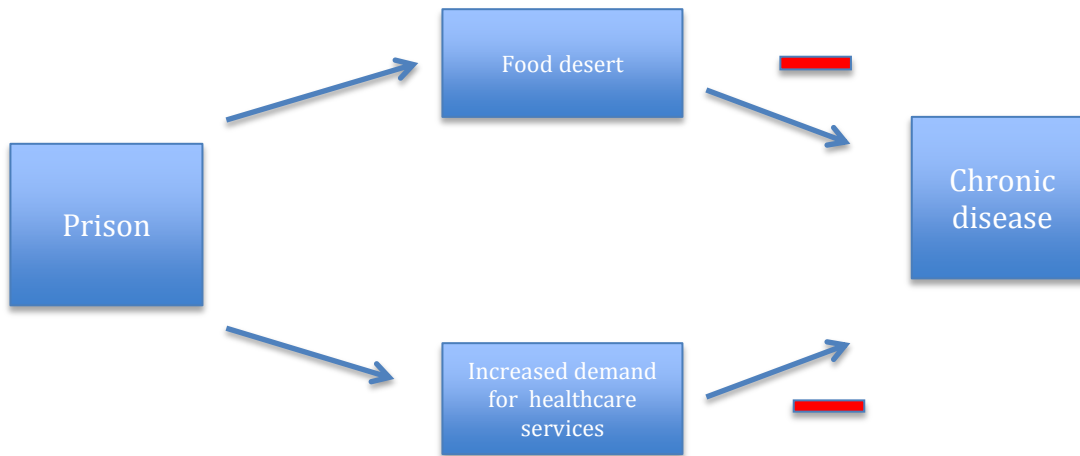 Food desert
Prison
Chronic
disease
Increased demand
for healthcare
services